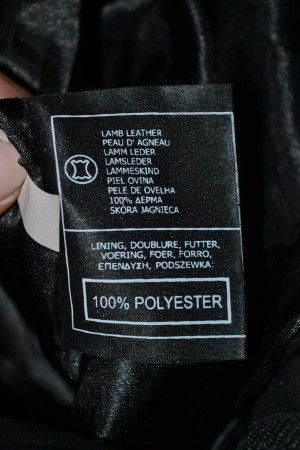 LAMB LEATHER
PEAU D' AGNEAU
LAMM LEDER
LAMSLEDER
LAMMESKIND
PIEL OVINA
PELE DE OVELHA
100% ΔΕΡΜΑ
SKÓRA JAGNIECA
LINING, DOUBLURE, FUTTER,
VOERING, FOER, FORRO,
ΕΠΕΝΔΥΣΗ, PODSZEWKA:
100% POLYESTER